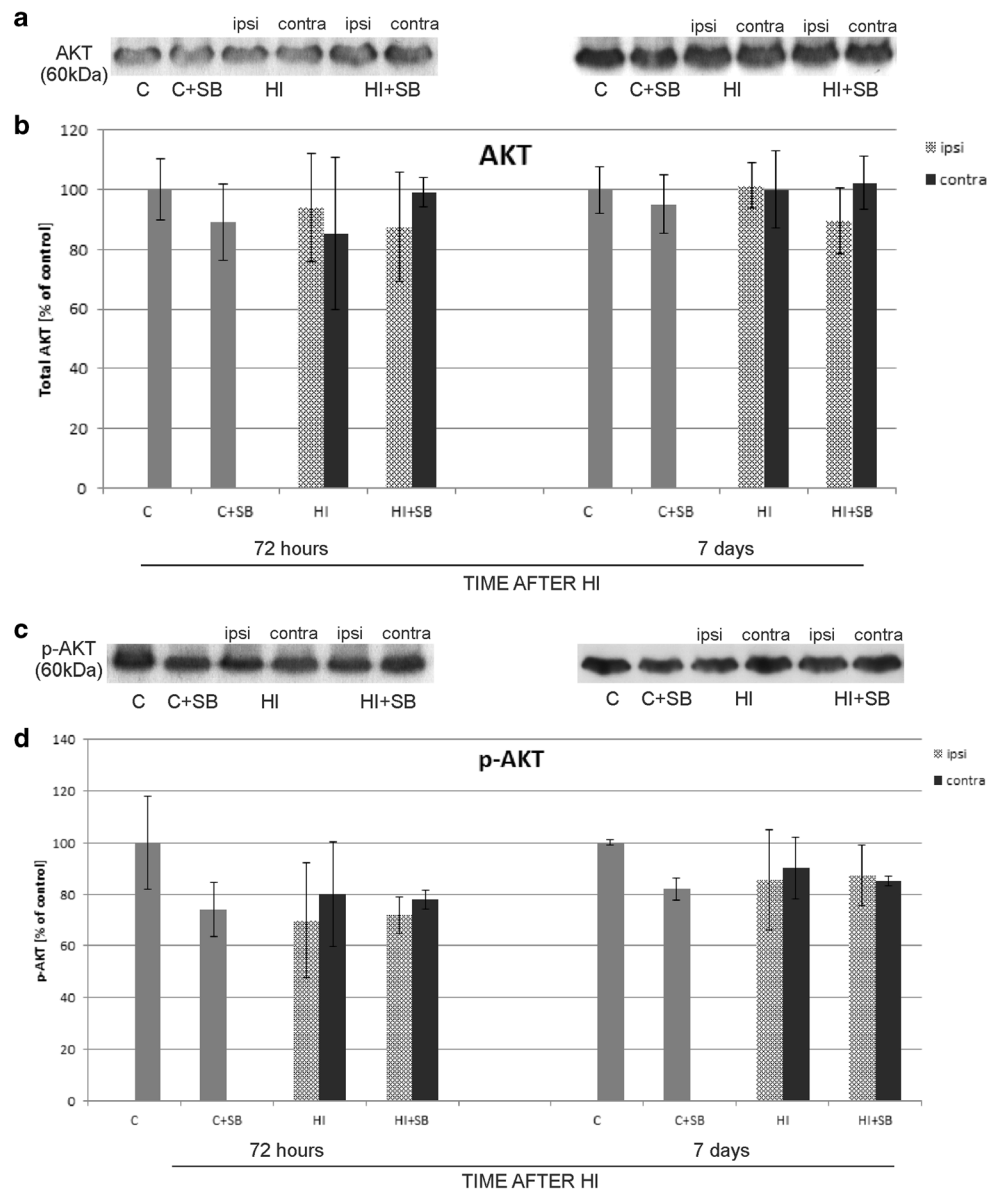 a
ipsi contra ipsi contra ipsi contra ipsi contra
AKT
(60kDa)
C C+SB HI HI+SB C C+SB HI HI+SB
b
120
100
80
60
40
20
0
Total AKT [% of control]
AKT
ipsi
contra
C C+SB HI HI+SB C C+SB HI HI+SB
72 hours 7 days
TIME AFTER HI
c
ipsi contra ipsi contra ipsi contra ipsi contra
p-AKT
(60kDa)
C C+SB HI HI+SB C C+SB HI HI+SB
d
140
120
100
80
60
40
20
0
p-AKT [% of control]
p-AKT
ipsi
contra
C C+SB HI HI+SB C C+SB HI HI+SB
72 hours 7 days
TIME AFTER HI